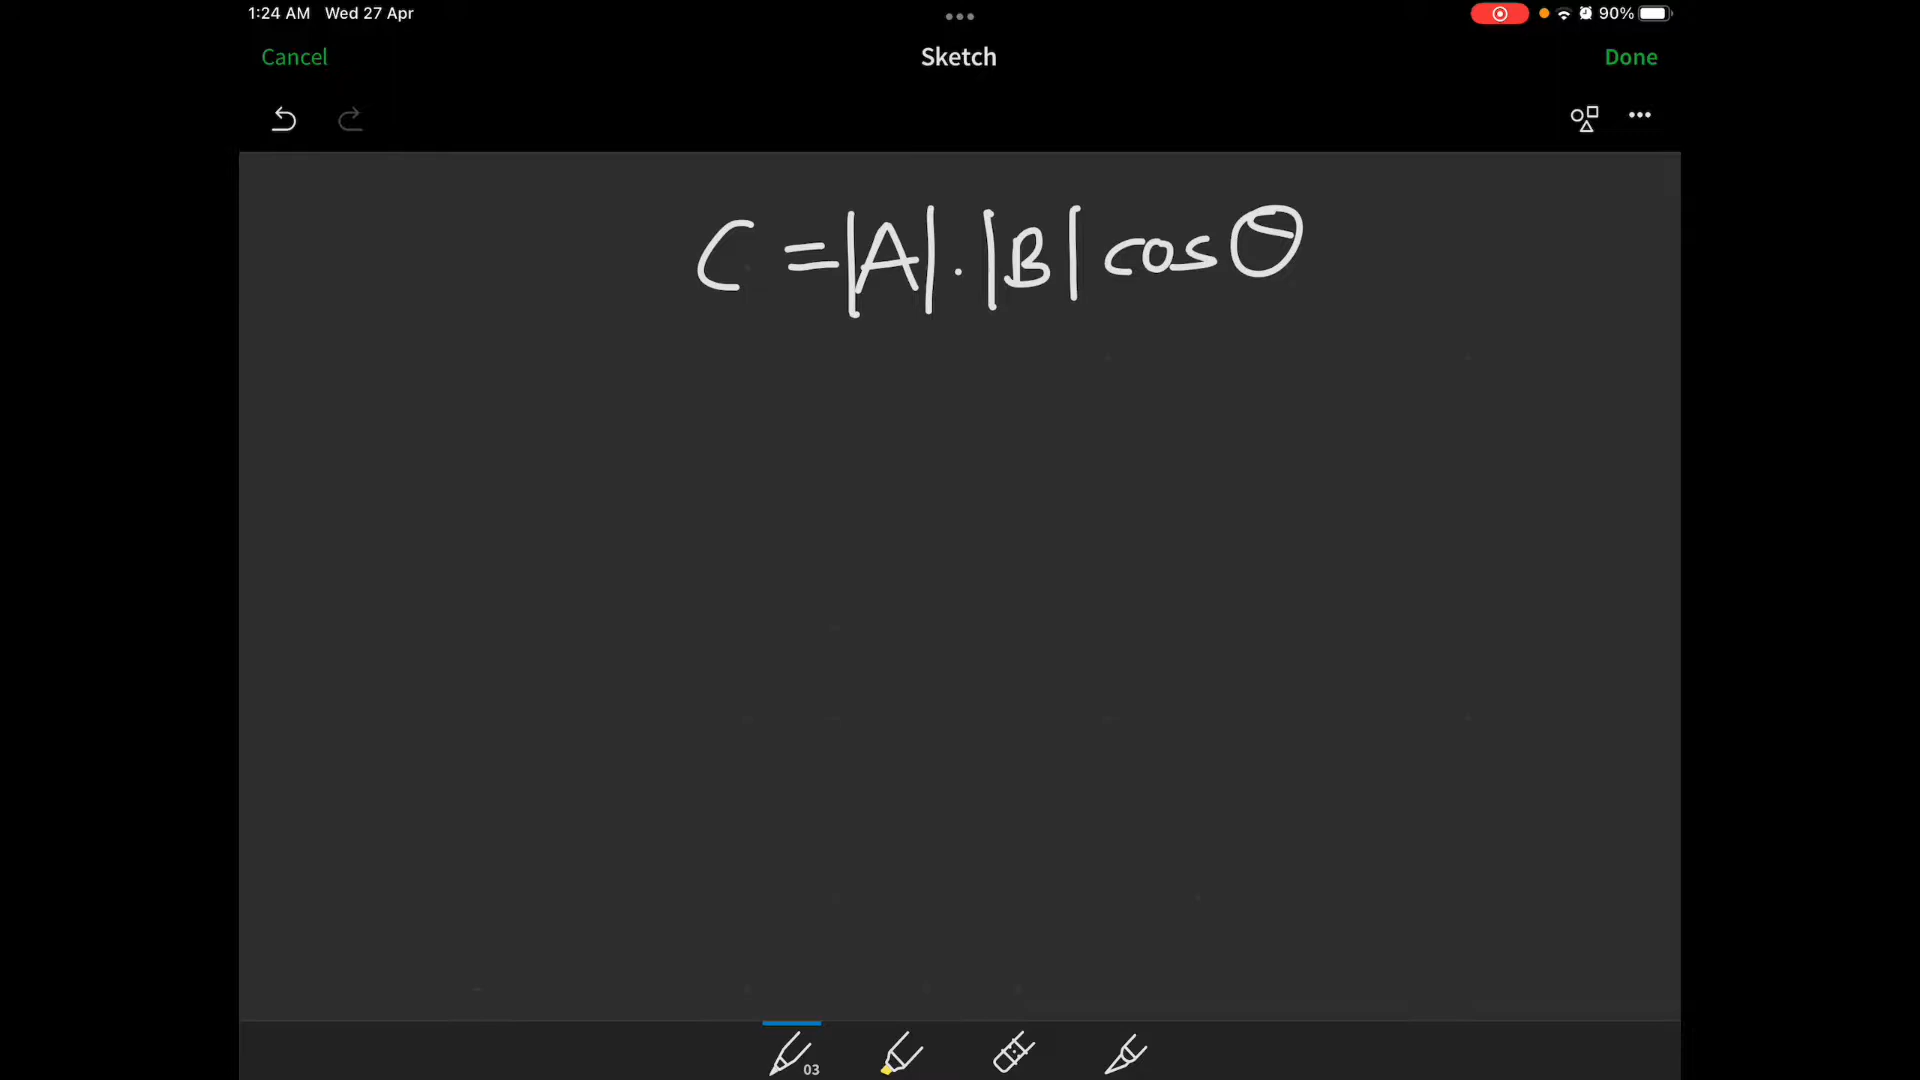 1:24 AM Wed 27 Apr
90%
Cancel
Sketch
Done
C = |A| . |B| cos Θ
03